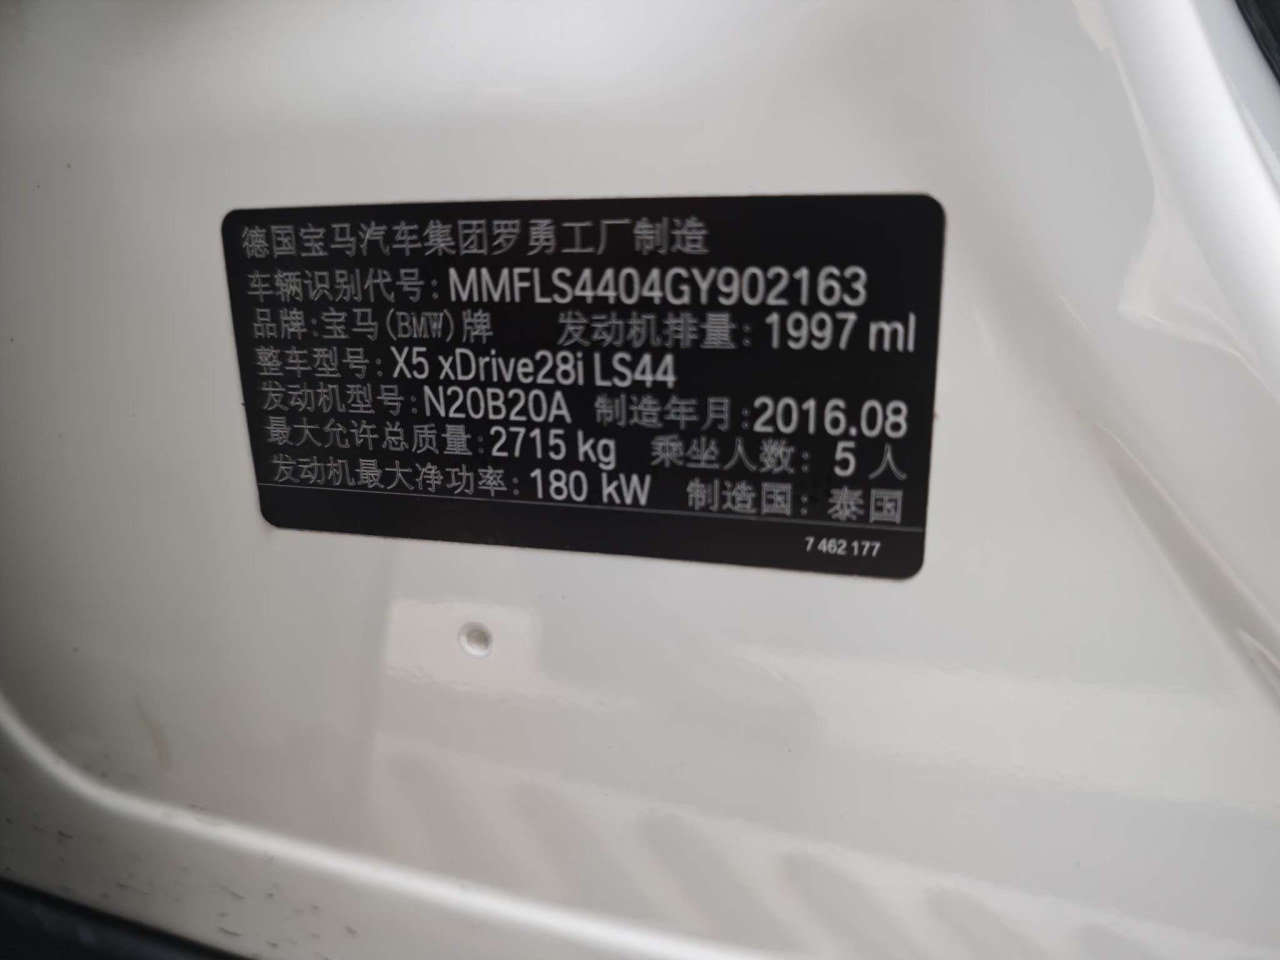 德国宝马汽车集团罗勇工厂制造
车辆识别代号: MMFLS4404GY902163
品牌:宝马(BMW)牌 发动机排量: 1997 ml
整车型号: X5 xDrive28i LS44
发动机型号: N20B20A 制造年月: 2016.08
最大允许总质量: 2715 kg 乘坐人数: 5 人
发动机最大净功率: 180 kW 制造国: 泰国
7 462 177